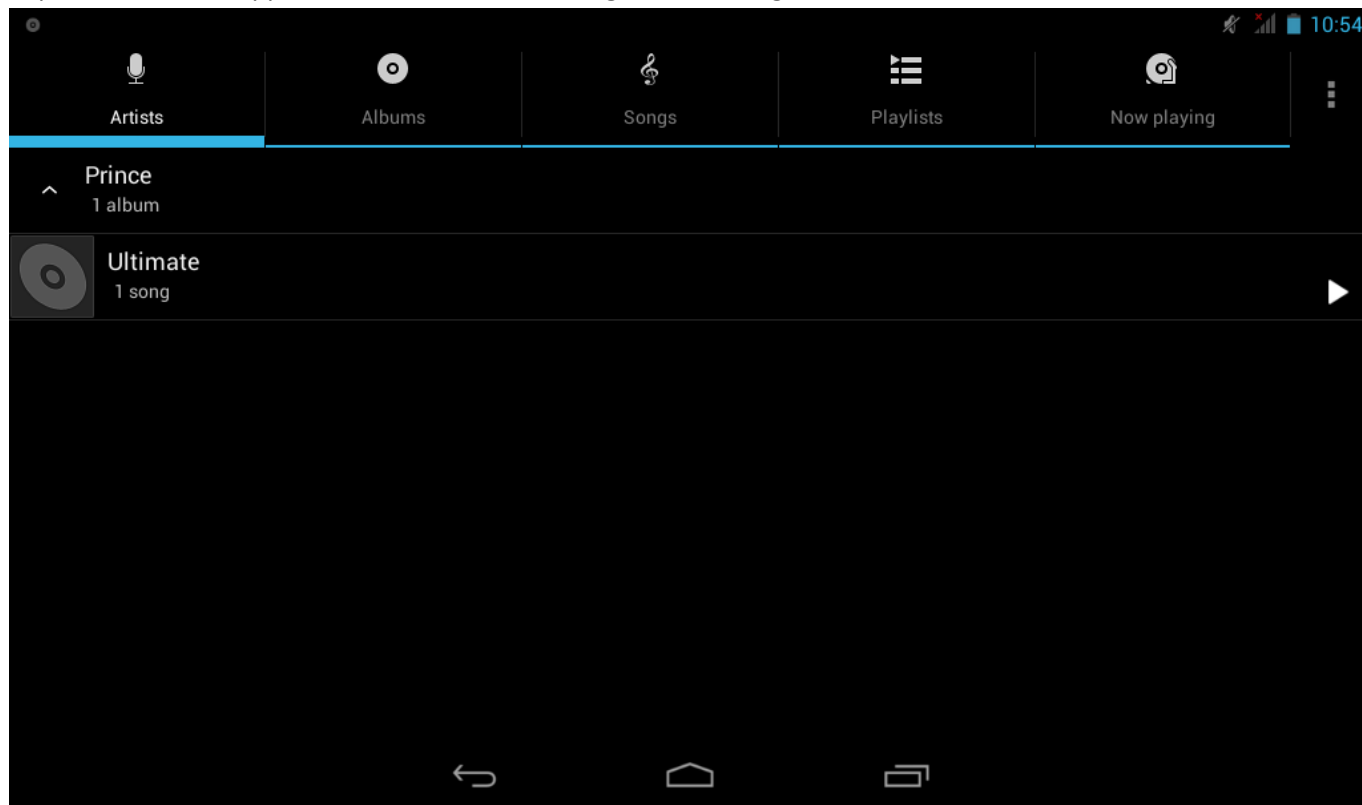 10:54
Artists
Albums
Songs
Playlists
Now playing
Prince
1 album
Ultimate
1 song